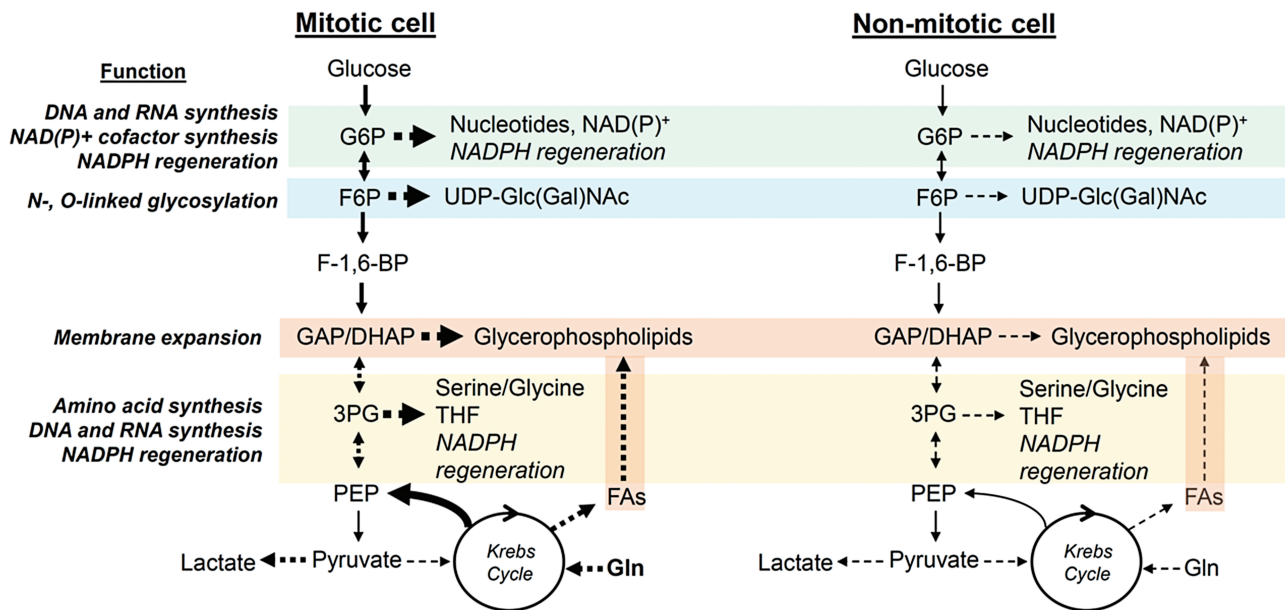 Mitotic cell
Non-mitotic cell
Function
Glucose
Glucose
DNA and RNA synthesis
NAD(P)+ cofactor synthesis
NADPH regeneration
G6P
Nucleotides, NAD(P)⁺
NADPH regeneration
G6P
Nucleotides, NAD(P)⁺
NADPH regeneration
N-, O-linked glycosylation
F6P
UDP-Glc(Gal)NAc
F6P
UDP-Glc(Gal)NAc
F-1,6-BP
F-1,6-BP
Membrane expansion
GAP/DHAP
Glycerophospholipids
GAP/DHAP
Glycerophospholipids
Amino acid synthesis
DNA and RNA synthesis
NADPH regeneration
3PG
Serine/Glycine
THF
NADPH
regeneration
3PG
Serine/Glycine
THF
NADPH
regeneration
PEP
FAs
PEP
FAs
Lactate
Pyruvate
Krebs
Cycle
Gln
Lactate
Pyruvate
Krebs
Cycle
Gln